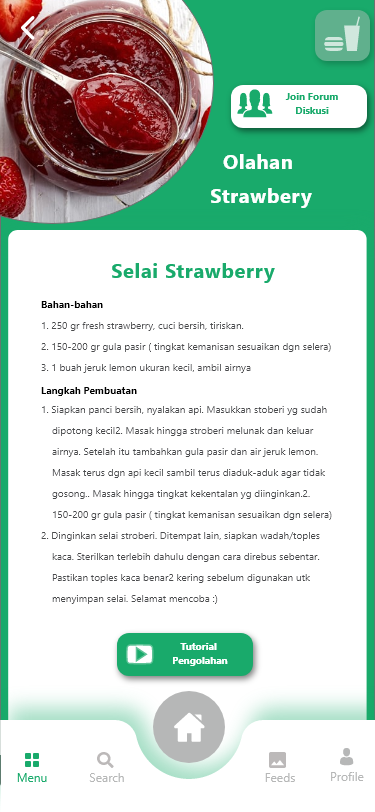 Join Forum
Diskusi
Olahan
Strawbery
Selai Strawberry
Bahan-bahan
1. 250 gr fresh strawberry, cuci bersih, tiriskan.
2. 150-200 gr gula pasir ( tingkat kemanisan sesuaikan dgn selera)
3. 1 buah jeruk lemon ukuran kecil, ambil airnya
Langkah Pembuatan
1. Siapkan panci bersih, nyalakan api. Masukkan stoberi yg sudah
dipotong kecil2. Masak hingga stroberi melunak dan keluar
airnya. Setelah itu tambahkan gula pasir dan air jeruk lemon.
Masak terus dgn api kecil sambil terus diaduk-aduk agar tidak
gosong.. Masak hingga tingkat kekentalan yg diinginkan.2.
150-200 gr gula pasir ( tingkat kemanisan sesuaikan dgn selera)
2. Dinginkan selai stroberi. Ditempat lain, siapkan wadah/toples
kaca. Sterilkan terlebih dahulu dengan cara direbus sebentar.
Pastikan toples kaca benar2 kering sebelum digunakan utk
menyimpan selai. Selamat mencoba :)
Tutorial
Pengolahan
Menu
Search
Feeds
Profile